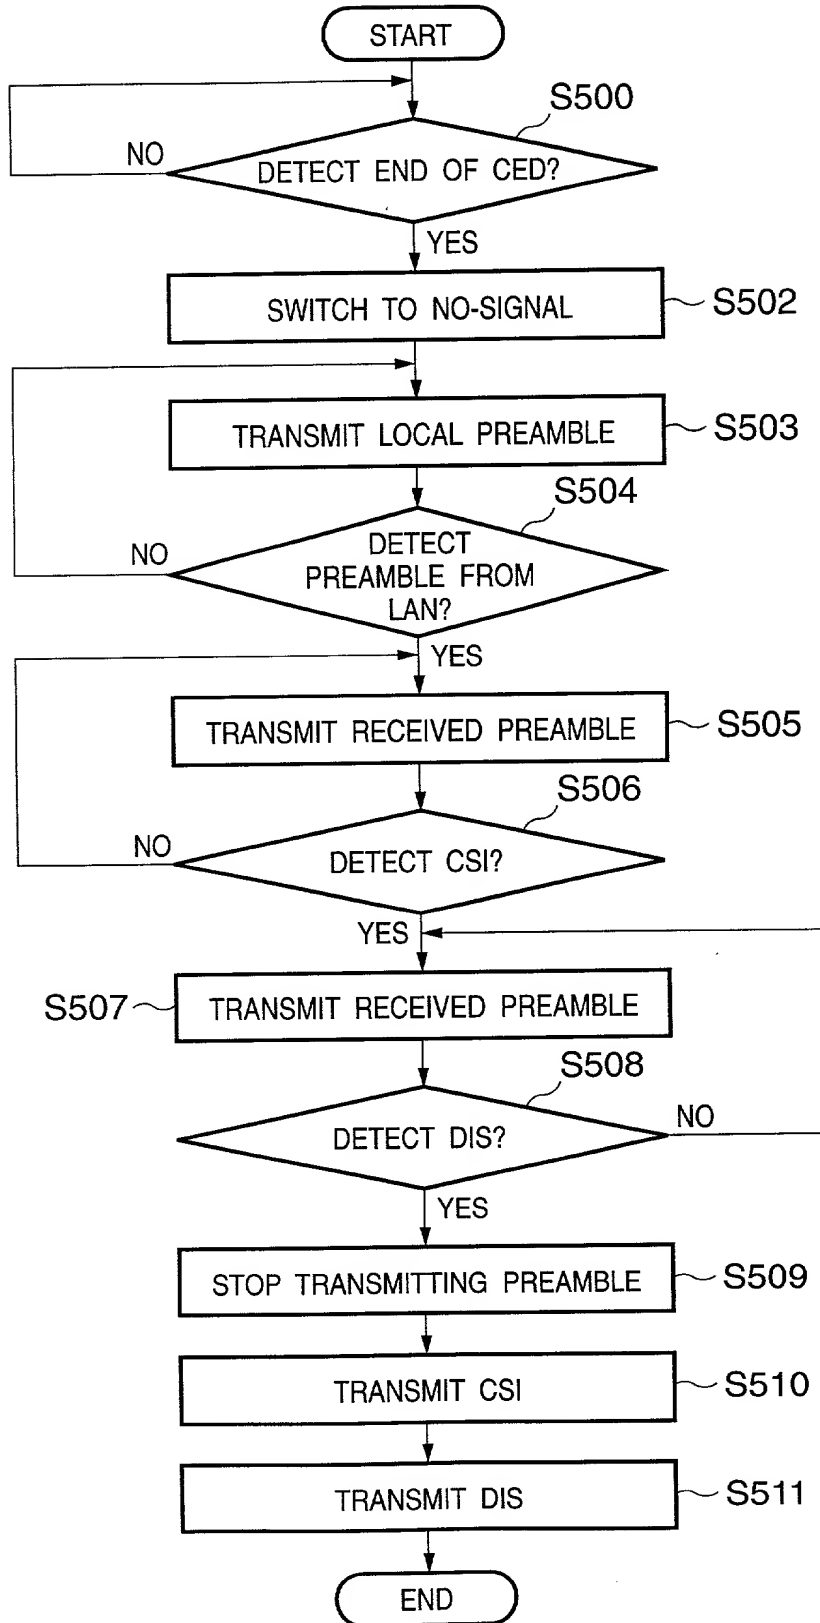 START
S500
NO
DETECT END OF CED?
YES
SWITCH TO NO-SIGNAL
S502
TRANSMIT LOCAL PREAMBLE
S503
S504
NO
DETECT
PREAMBLE FROM
LAN?
YES
TRANSMIT RECEIVED PREAMBLE
S505
S506
NO
DETECT CSI?
YES
S507
TRANSMIT RECEIVED PREAMBLE
S508
NO
DETECT DIS?
YES
STOP TRANSMITTING PREAMBLE
S509
TRANSMIT CSI
S510
TRANSMIT DIS
S511
END